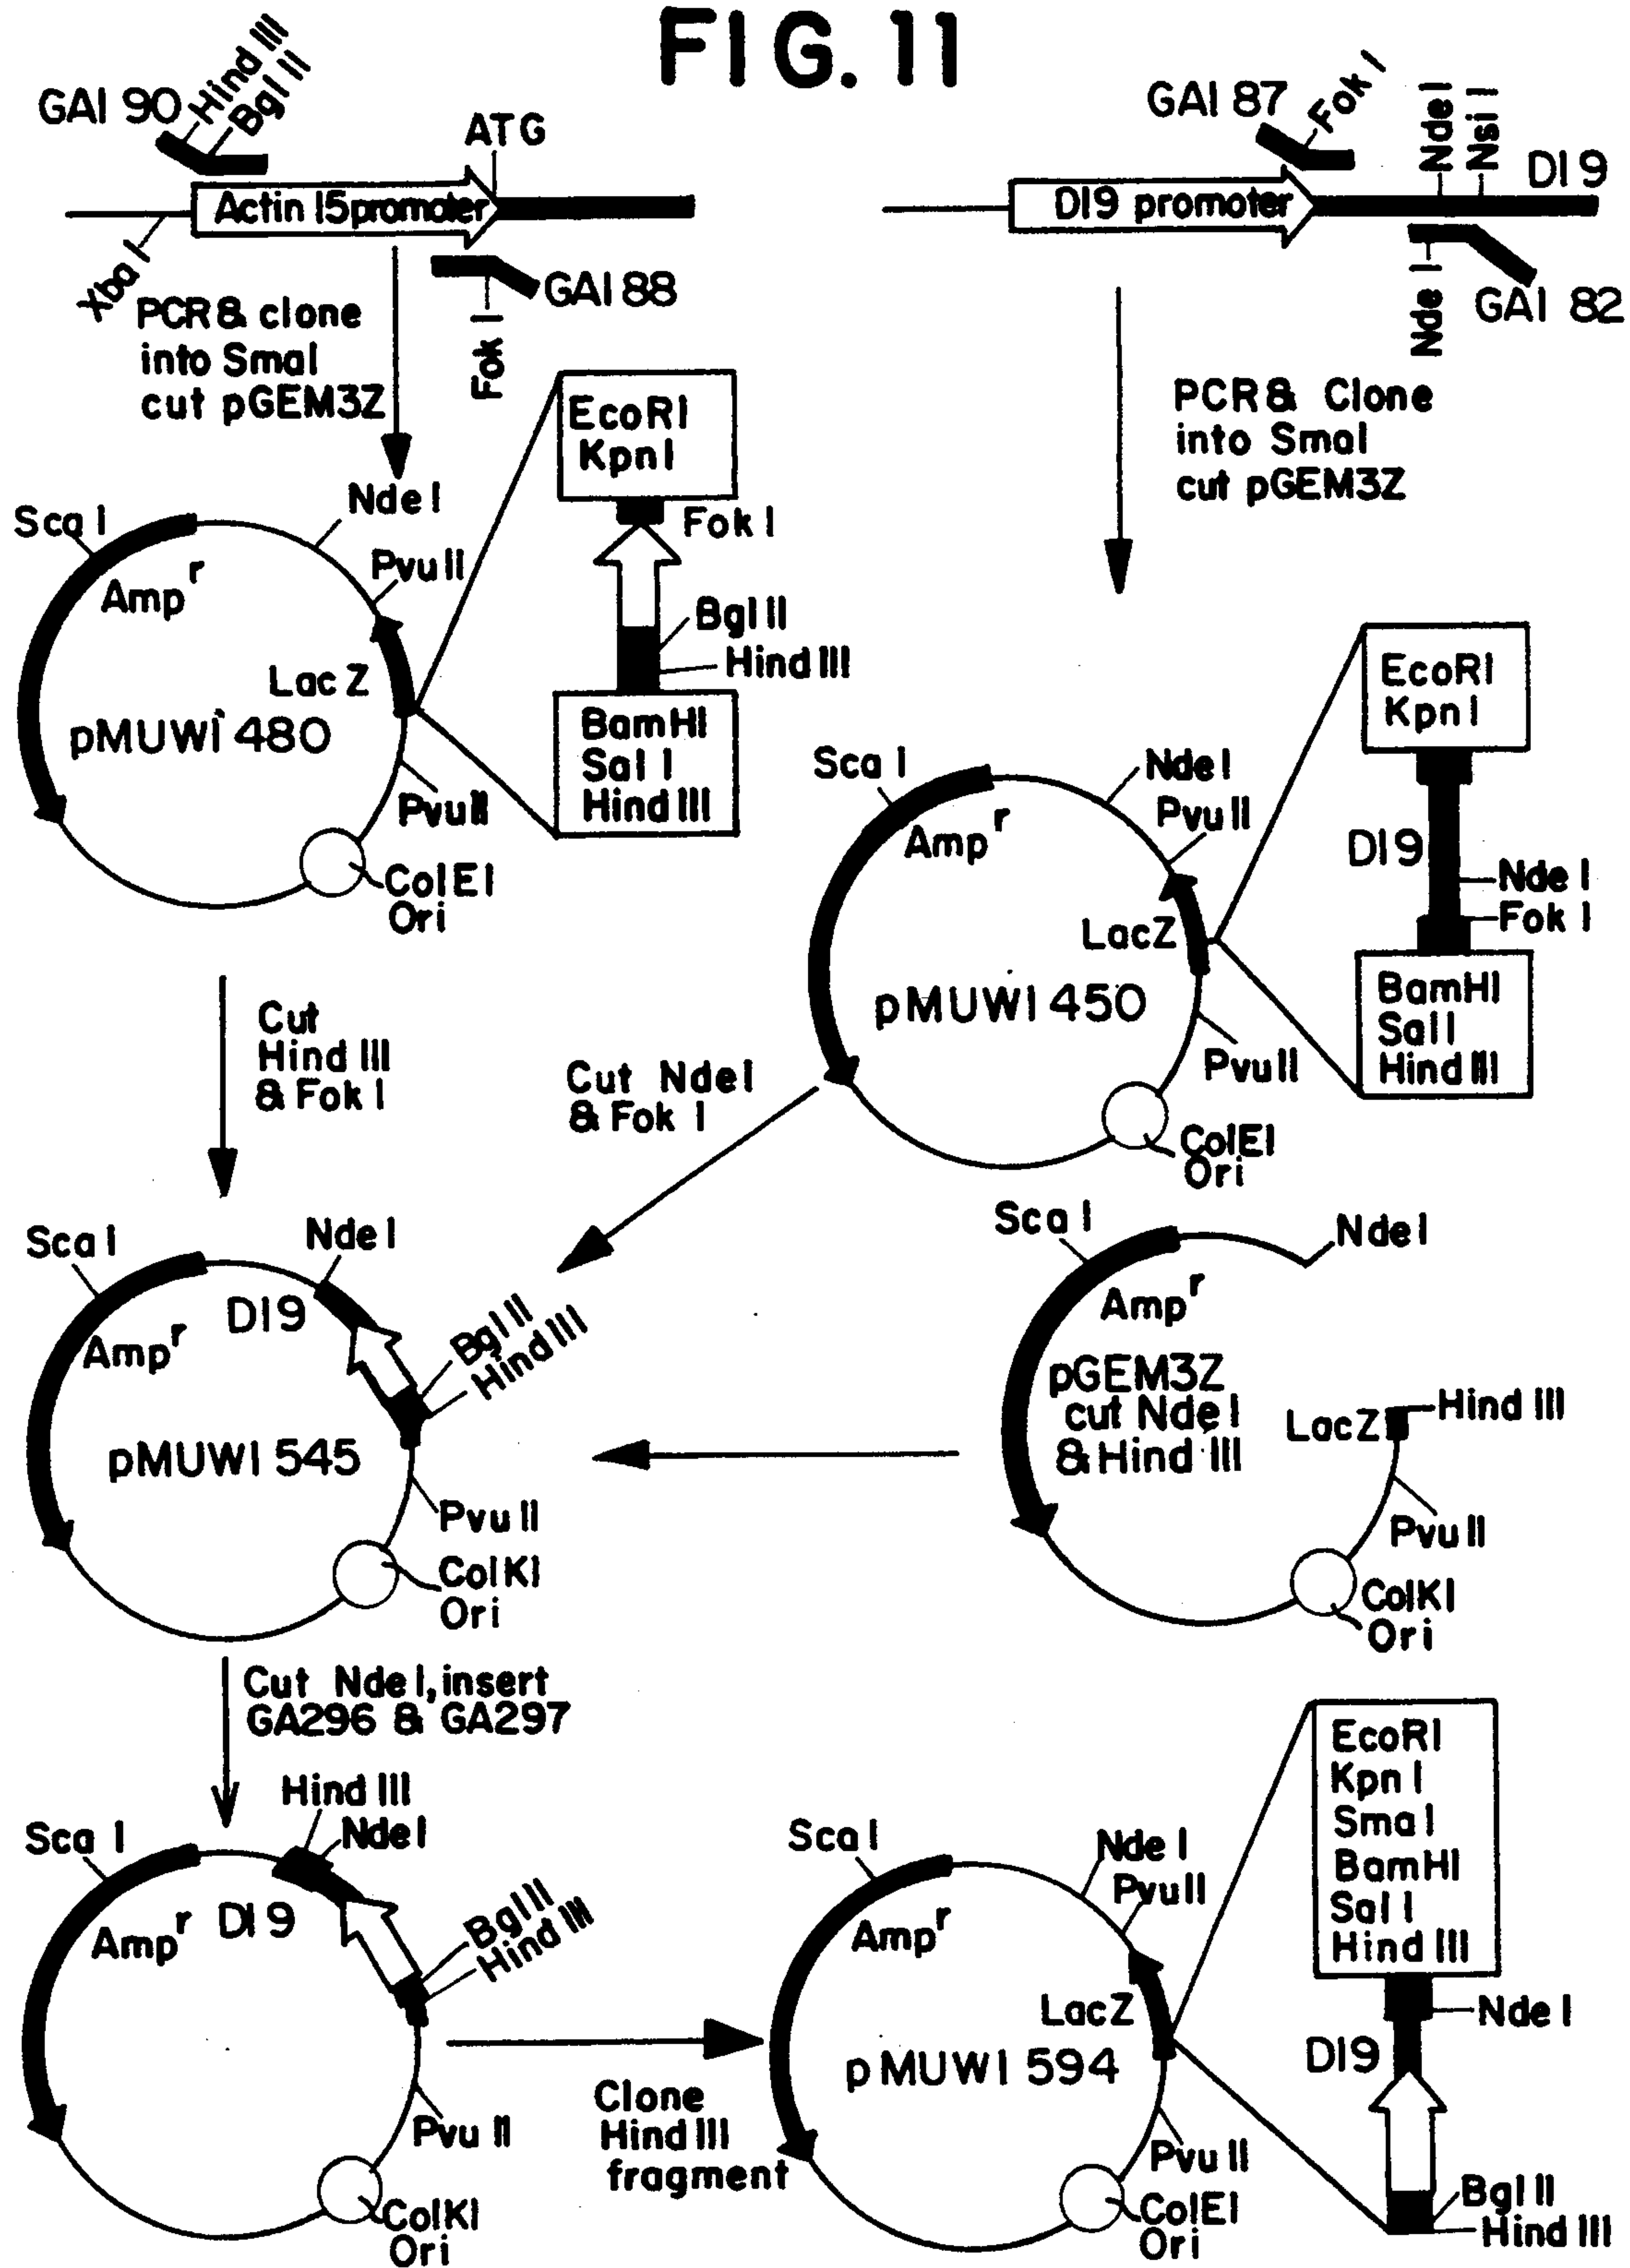 FIG. 11
GAI 90
Hind III
Bgl II
ATG
Actin 15 promoter
Xba I
GAI 88
Fok I
PCR & clone
into SmaI
cut pGEM3Z
GAI 87
Fok I
Nde I
Nsi I
D19
D19 promoter
Nde I
GAI 82
PCR & Clone
into SmaI
cut pGEM3Z
Sca I
Nde I
Pvu II
Amp r
Lac Z
pMUWI 480
Pvu II
ColEI
Ori
EcoRI
Kpn I
Fok I
Bgl II
Hind III
BamHI
Sal I
Hind III
Sca I
Nde I
Pvu II
Amp r
LacZ
pMUWI 450
Pvu II
ColEI
Ori
EcoRI
Kpn I
D19
Nde I
Fok I
BamHI
Sal I
Hind III
Cut
Hind III
& Fok I
Cut NdeI
& Fok I
Sca I
Nde I
D19
Amp r
Bgl II
Hind III
pMUWI 545
Pvu II
ColKI
Ori
Sca I
Nde I
Amp r
pGEM3Z
cut Nde I
& Hind III
LacZ
Hind III
Pvu II
ColKI
Ori
Cut Nde I, insert
GA296 & GA297
Hind III
Sca I
NdeI
Amp r
D19
Bgl II
Hind III
Pvu II
ColKI
Ori
Clone
Hind III
fragment
Sca I
Nde I
Pvu II
Amp r
LacZ
pMUWI 594
Pvu II
ColEI
Ori
EcoRI
Kpn I
Sma I
BamHI
Sal I
Hind III
Nde I
D19
Bgl II
Hind III